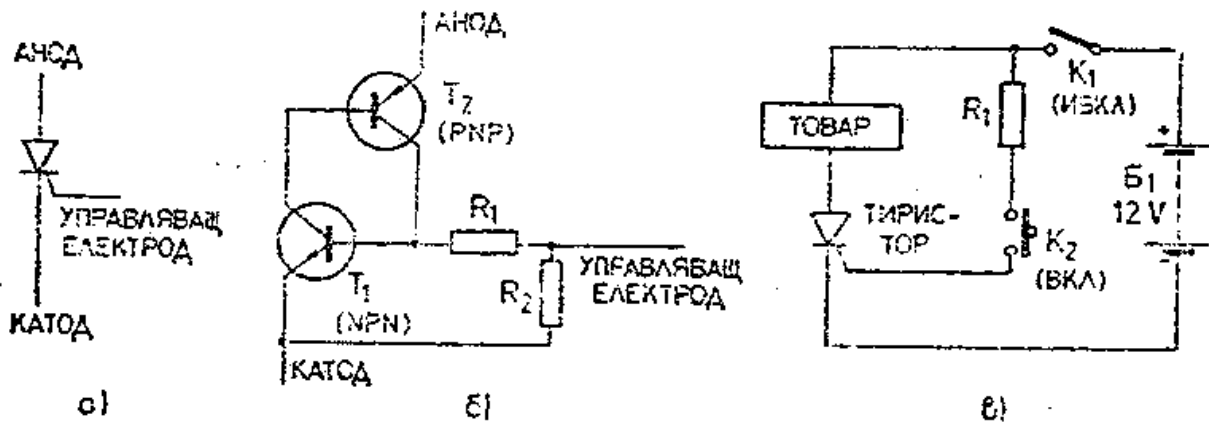 АНОД
УПРАВЛЯВАЩ
ЕЛЕКТРОД
КАТОД
а)
АНОД
T2
(PNP)
R1
T1
(NPN)
R2
УПРАВЛЯВАЩ
ЕЛЕКТРОД
КАТОД
б)
K1
(ИЗКЛ)
R1
ТОВАР
+
Б1
12 V
ТИРИС-
ТОР
K2
(ВКЛ)
-
в)